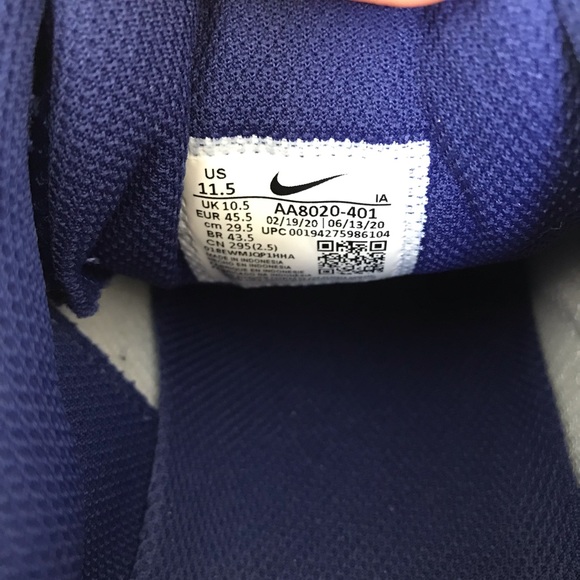 US
11.5
IA
UK 10.5
AA8020-401
EUR 45.5
02/19/20 | 06/13/20
cm 29.5
UPC 00194275986104
BR 43.5
CN 295(2.5)
MADE IN INDONESIA